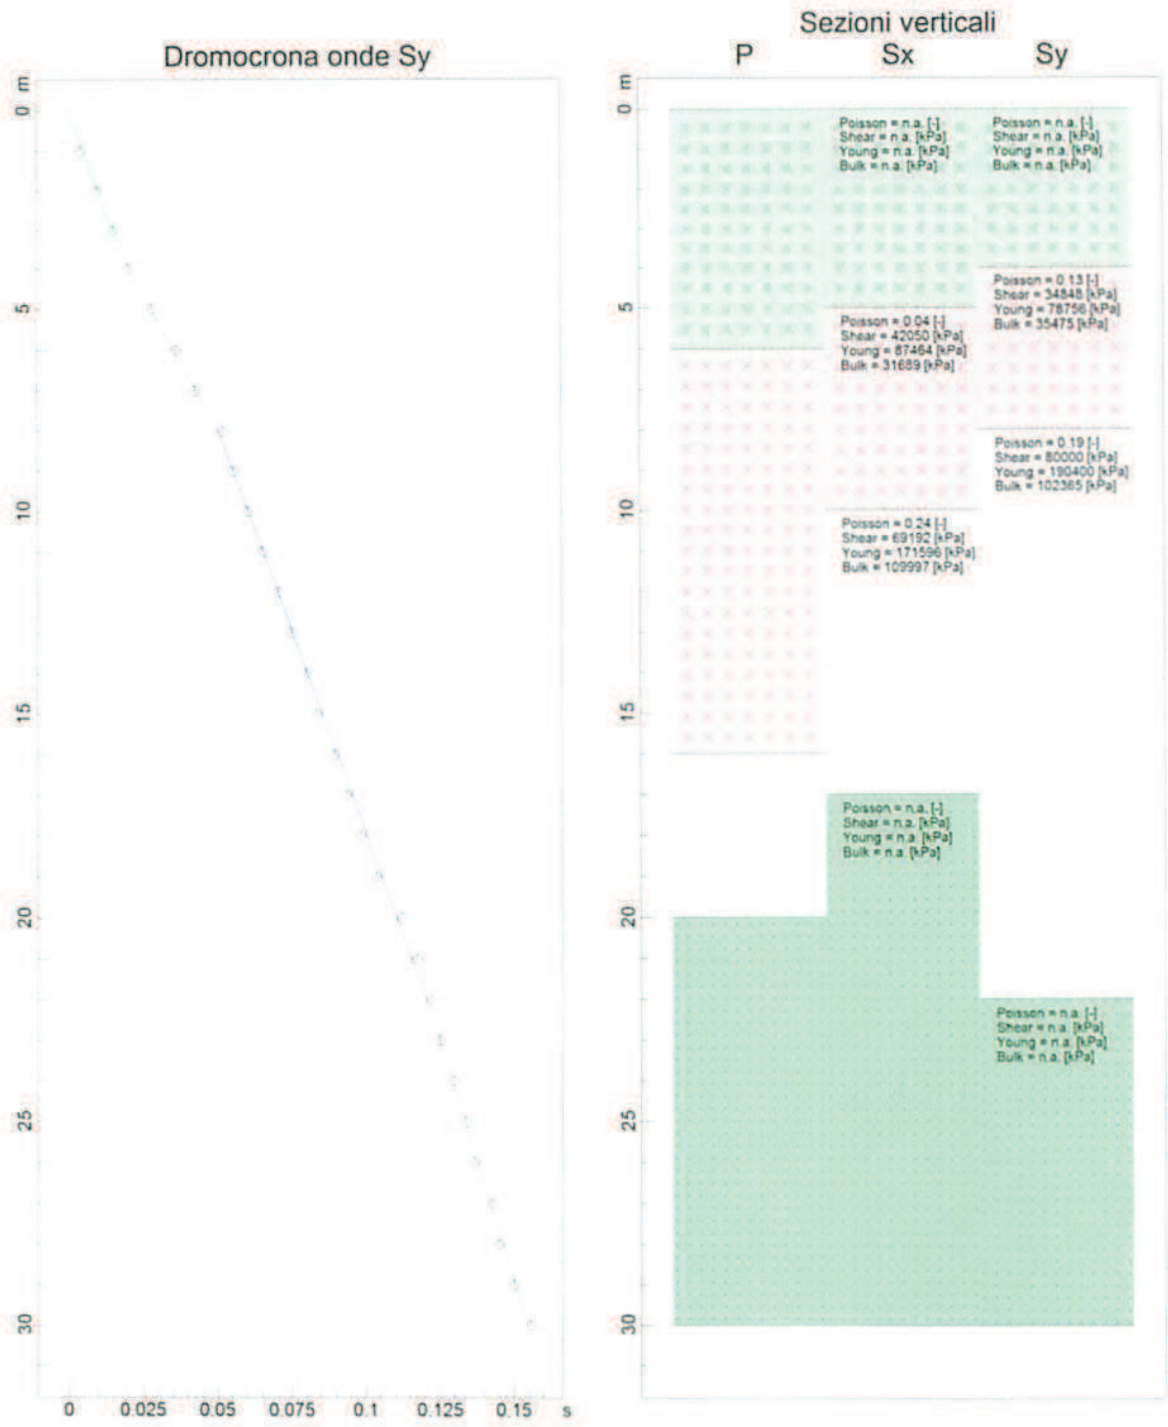 Dromocrona onde Sy
m
0
5
10
15
20
25
30
0 0.025 0.05 0.075 0.1 0.125 0.15 s
Sezioni verticali
P Sx Sy
m
0
5
10
15
20
25
30
Poisson = n.a. [-]
Shear = n.a. [kPa]
Young = n.a. [kPa]
Bulk = n.a. [kPa]
Poisson = 0.04 [-]
Shear = 42050 [kPa]
Young = 87464 [kPa]
Bulk = 31689 [kPa]
Poisson = 0.24 [-]
Shear = 69192 [kPa]
Young = 171596 [kPa]
Bulk = 109997 [kPa]
Poisson = n.a. [-]
Shear = n.a. [kPa]
Young = n.a. [kPa]
Bulk = n.a. [kPa]
Poisson = n.a. [-]
Shear = n.a. [kPa]
Young = n.a. [kPa]
Bulk = n.a. [kPa]
Poisson = 0.13 [-]
Shear = 34848 [kPa]
Young = 78756 [kPa]
Bulk = 35475 [kPa]
Poisson = 0.19 [-]
Shear = 80000 [kPa]
Young = 190400 [kPa]
Bulk = 102365 [kPa]
Poisson = n.a. [-]
Shear = n.a. [kPa]
Young = n.a. [kPa]
Bulk = n.a. [kPa]